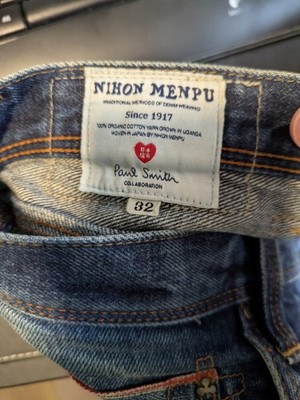 NIHON MENPU
TRADITIONAL METHODS OF DENIM WEAVING
Since 1917
100% ORGANIC COTTON YARN GROWN IN UGANDA
WOVEN IN JAPAN BY NIHON MENPU
Paul Smith
COLLABORATION
32